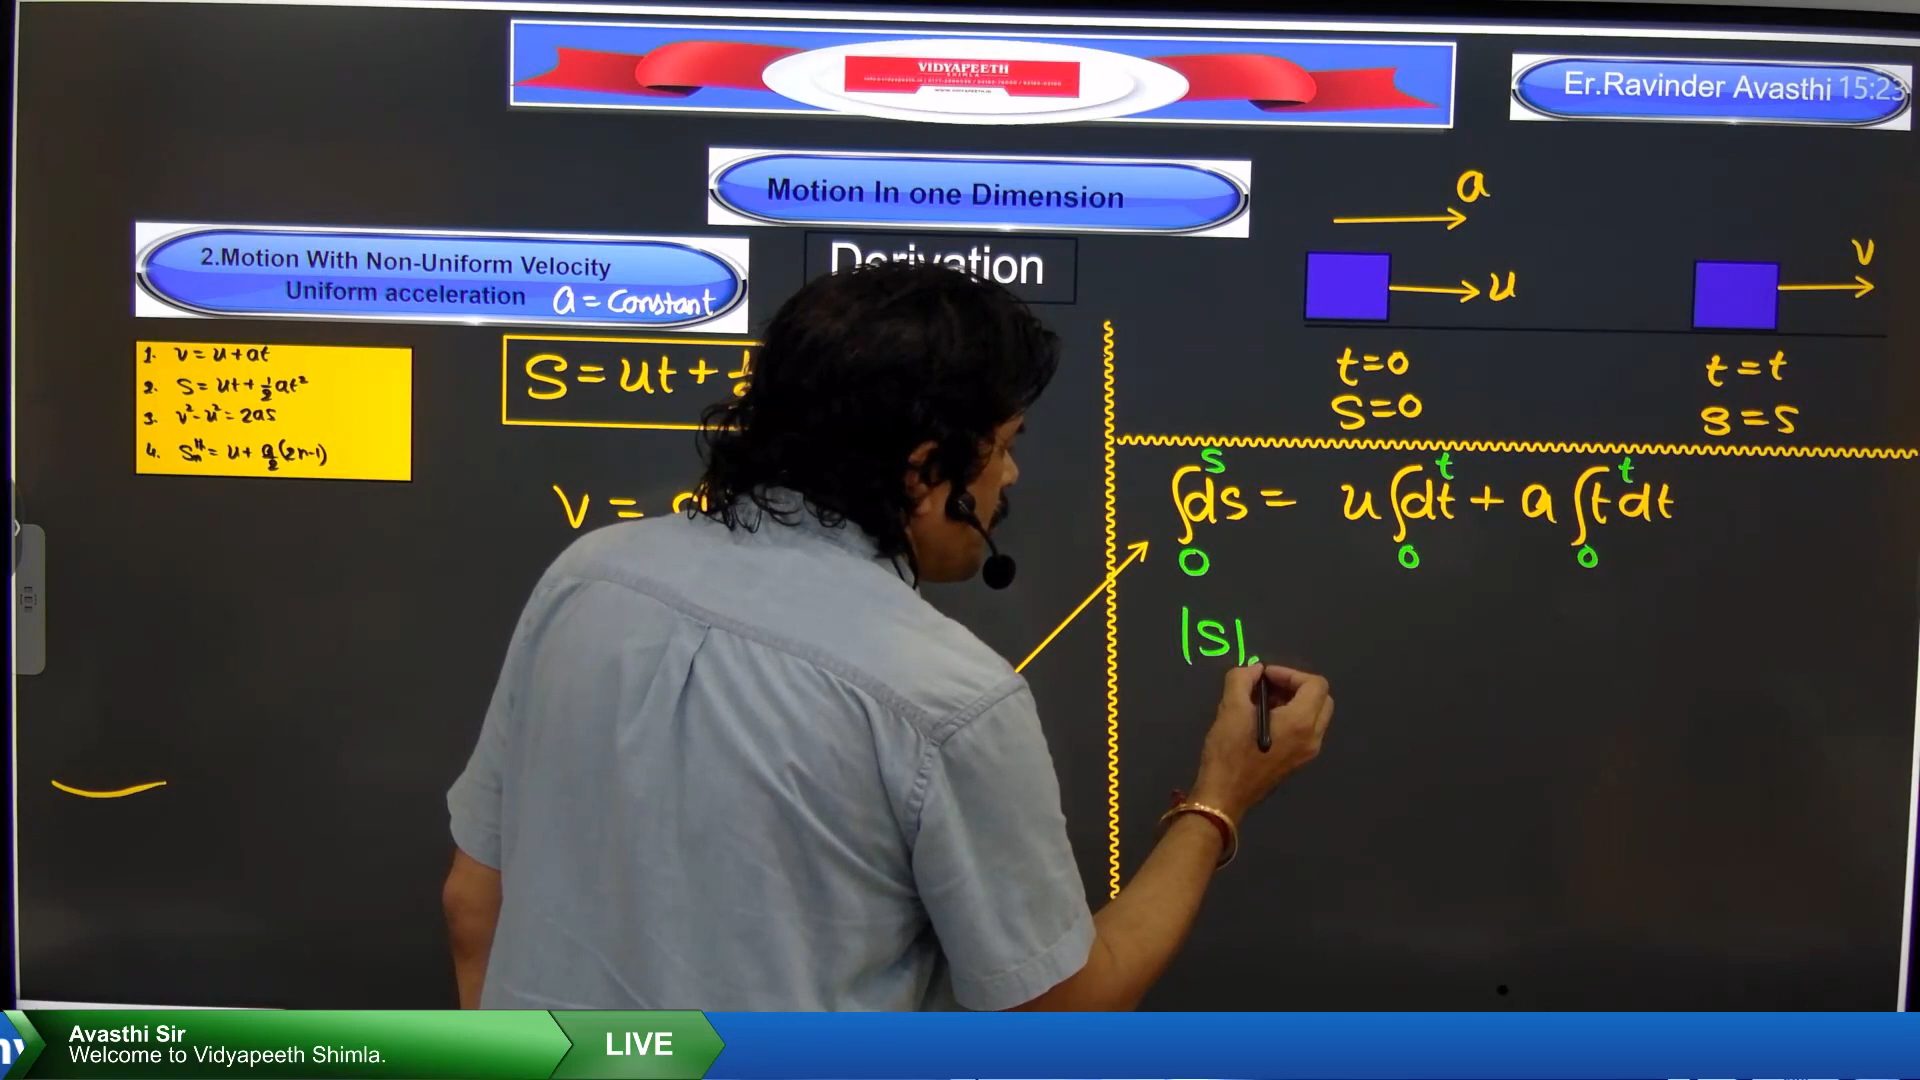 VIDYAPEETH
SHIMLA
Er.Ravinder Avasthi 15:23
Motion In one Dimension
a
2.Motion With Non-Uniform Velocity
Uniform acceleration a = Constant
Derivation
u
v
1. v = u + at
2. S = ut + ½at²
3. v² - u² = 2as
4. Sₙᵗʰ = u + a/2 (2n-1)
S = ut +
t = 0
S = 0
t = t
s = s
v =
∫₀ˢ ds = u ∫₀ᵗ dt + a ∫₀ᵗ t dt
|S|
Avasthi Sir
Welcome to Vidyapeeth Shimla.
LIVE